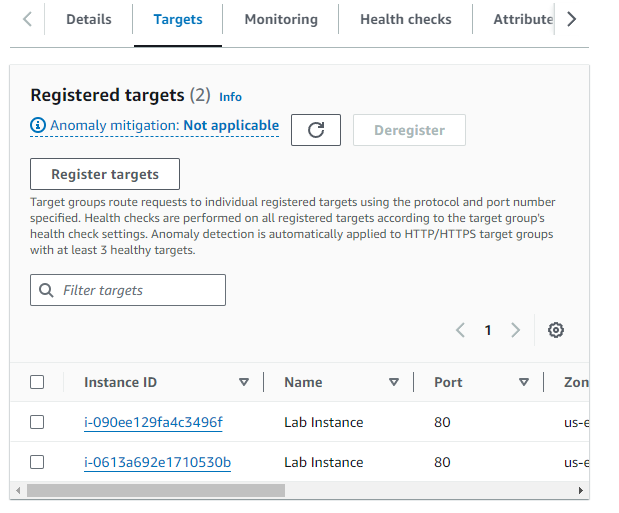 Details Targets Monitoring Health checks Attribute
Registered targets (2) Info
Anomaly mitigation: Not applicable Deregister
Register targets
Target groups route requests to individual registered targets using the protocol and port number
specified. Health checks are performed on all registered targets according to the target group's
health check settings. Anomaly detection is automatically applied to HTTP/HTTPS target groups
with at least 3 healthy targets.
Filter targets
1
Instance ID Name Port Zon
i-090ee129fa4c3496f Lab Instance 80 us-e
i-0613a692e1710530b Lab Instance 80 us-e